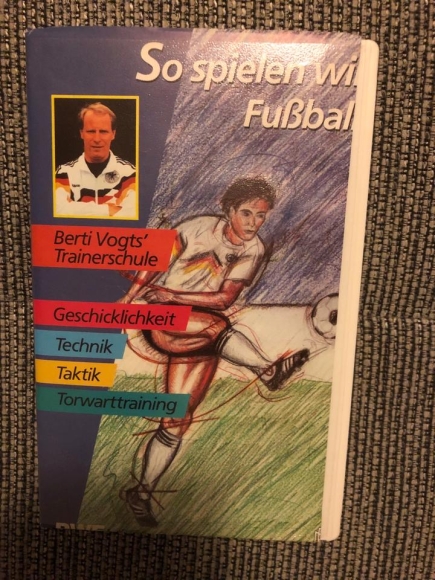 So spielen wi
Fußbal
Berti Vogts'
Trainerschule
Geschicklichkeit
Technik
Taktik
Torwarttraining